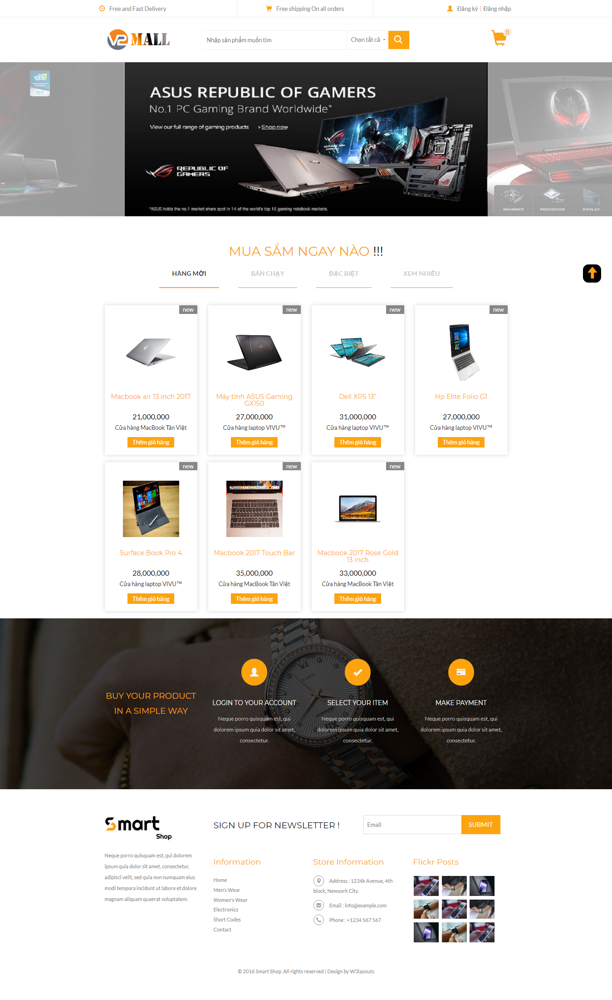 Free and Fast Delivery
Free shipping On all orders
Đăng ký | Đăng nhập
V2 MALL
Nhập sản phẩm muốn tìm
Chọn tất cả
0
CES
INNOVATION
AWARDS
2017
ASUS REPUBLIC OF GAMERS
No.1 PC Gaming Brand Worldwide*
View our full range of gaming products > Shop now
REPUBLIC OF
GAMERS
*ASUS holds the no.1 market share spot in 14 of the world's top 15 gaming notebook markets.
2x
GRAPHICS PROCESSOR DISPLAY
MUA SẮM NGAY NÀO !!!
HÀNG MỚI
BÁN CHẠY
ĐẶC BIỆT
XEM NHIỀU
new
Macbook air 13 inch 2017
21,000,000
Cửa hàng MacBook Tân Việt
Thêm giỏ hàng
new
Máy tính ASUS Gaming
GX150
27,000,000
Cửa hàng laptop VIVU™
Thêm giỏ hàng
new
Dell XPS 13"
31,000,000
Cửa hàng laptop VIVU™
Thêm giỏ hàng
new
Hp Elite Folio G1
27,000,000
Cửa hàng laptop VIVU™
Thêm giỏ hàng
new
Surface Book Pro 4
28,000,000
Cửa hàng laptop VIVU™
Thêm giỏ hàng
new
Macbook 2017 Touch Bar
35,000,000
Cửa hàng MacBook Tân Việt
Thêm giỏ hàng
new
Macbook 2017 Rose Gold
13 inch
33,000,000
Cửa hàng MacBook Tân Việt
Thêm giỏ hàng
BUY YOUR PRODUCT
IN A SIMPLE WAY
LOGIN TO YOUR ACCOUNT
Neque porro quisquam est, qui
dolorem ipsum quia dolor sit amet,
consectetur.
SELECT YOUR ITEM
Neque porro quisquam est, qui
dolorem ipsum quia dolor sit amet,
consectetur.
MAKE PAYMENT
Neque porro quisquam est, qui
dolorem ipsum quia dolor sit amet,
consectetur.
Smart
Shop
Neque porro quisquam est, qui dolorem
ipsum quia dolor sit amet, consectetur,
adipisci velit, sed quia non numquam eius
modi tempora incidunt ut labore et dolore
magnam aliquam quaerat voluptatem.
SIGN UP FOR NEWSLETTER !
Email
SUBMIT
Information
Home
Men's Wear
Women's Wear
Electronics
Short Codes
Contact
Store Information
Address : 1234k Avenue, 4th
block, Newyork City.
Email : info@example.com
Phone : +1234 567 567
Flickr Posts
© 2016 Smart Shop. All rights reserved | Design by W3layouts